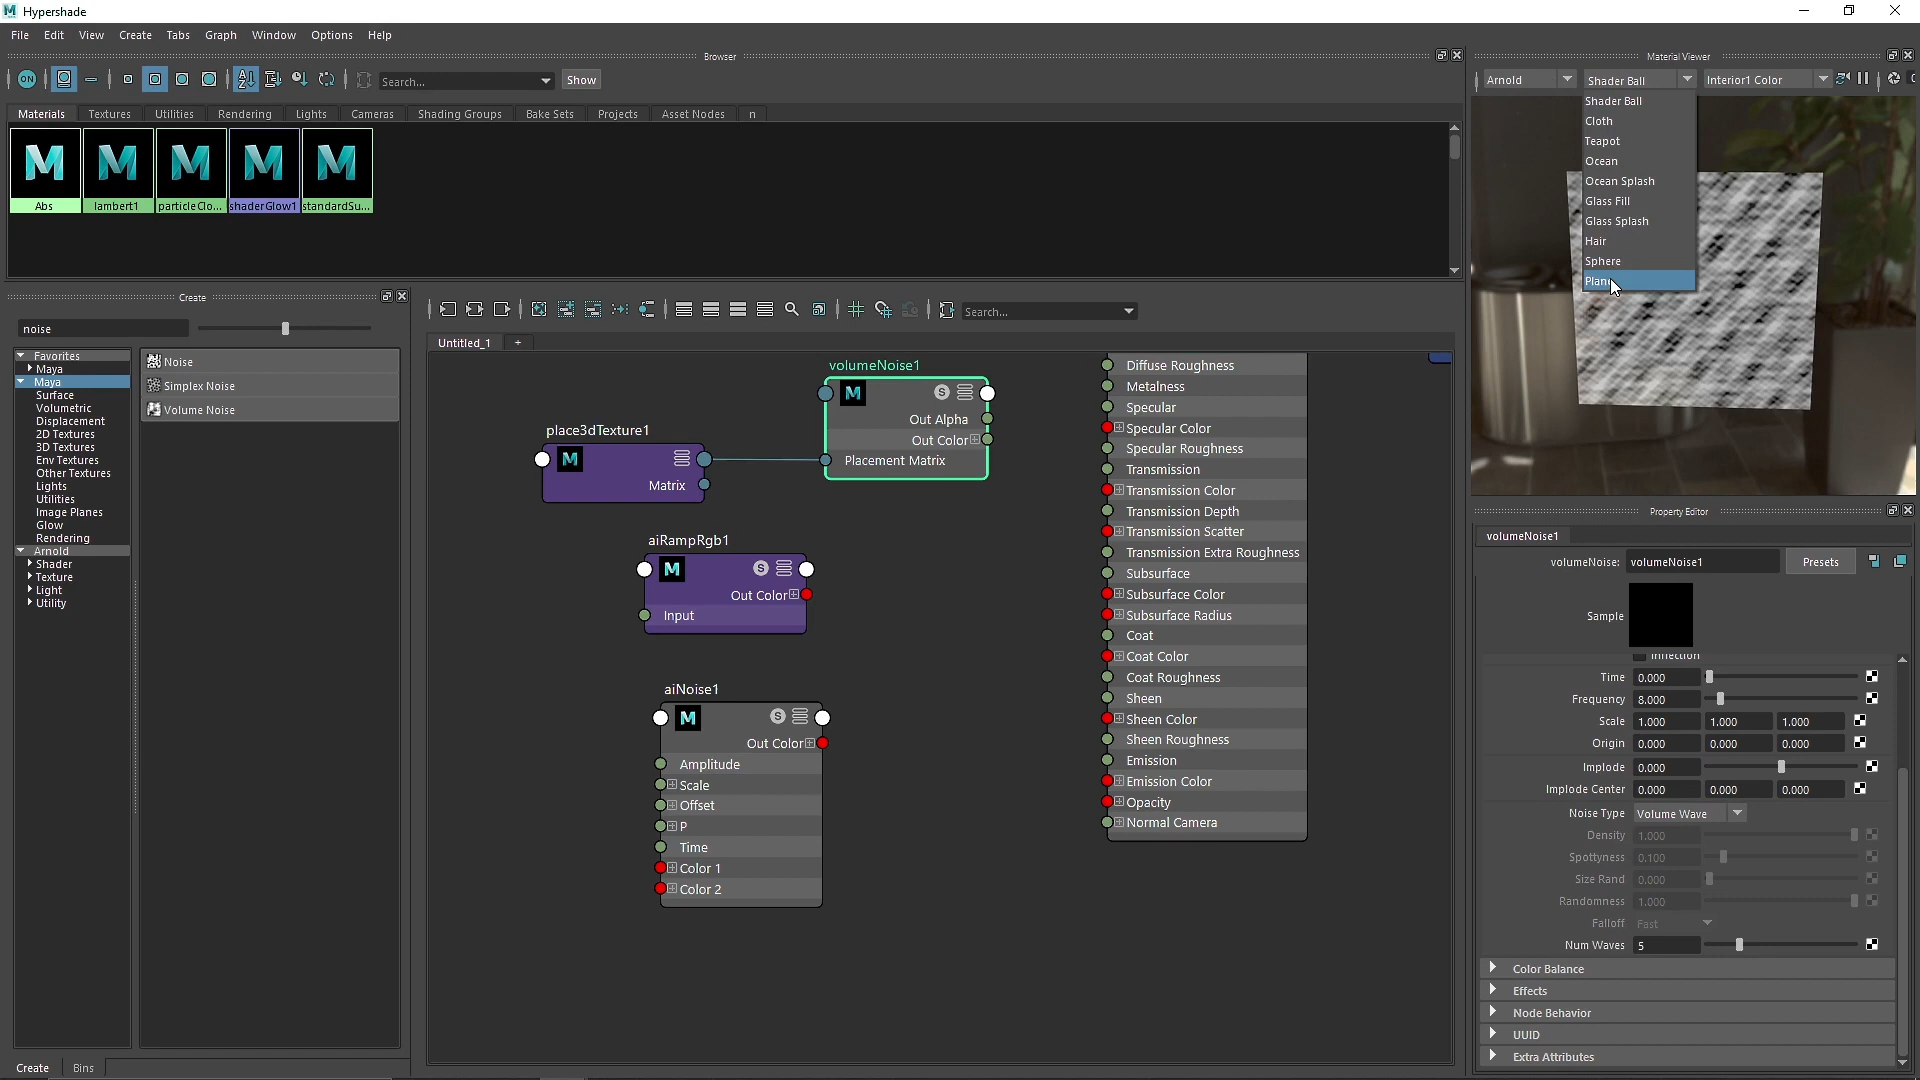 Hypershade
File Edit View Create Tabs Graph Window Options Help
Browser
ON
Search...
Show
Materials Textures Utilities Rendering Lights Cameras Shading Groups Bake Sets Projects Asset Nodes n
Abs lambert1 particleClo... shaderGlow1 standardSu...
Create
noise
Favorites
Maya
Maya
Surface
Volumetric
Displacement
2D Textures
3D Textures
Env Textures
Other Textures
Lights
Utilities
Image Planes
Glow
Rendering
Arnold
Shader
Texture
Light
Utility
Noise
Simplex Noise
Volume Noise
Create Bins
Search...
Untitled_1 +
volumeNoise1
Out Alpha
Out Color
Placement Matrix
place3dTexture1
Matrix
aiRampRgb1
Out Color
Input
aiNoise1
Out Color
Amplitude
Scale
Offset
P
Time
Color 1
Color 2
Diffuse Roughness
Metalness
Specular
Specular Color
Specular Roughness
Transmission
Transmission Color
Transmission Depth
Transmission Scatter
Transmission Extra Roughness
Subsurface
Subsurface Color
Subsurface Radius
Coat
Coat Color
Coat Roughness
Sheen
Sheen Color
Sheen Roughness
Emission
Emission Color
Opacity
Normal Camera
Material Viewer
Arnold Shader Ball Interior1 Color
Shader Ball
Cloth
Teapot
Ocean
Ocean Splash
Glass Fill
Glass Splash
Hair
Sphere
Property Editor
volumeNoise1
volumeNoise: volumeNoise1 Presets
Sample
Inflection
Time 0.000
Frequency 8.000
Scale 1.000 1.000 1.000
Origin 0.000 0.000 0.000
Implode 0.000
Implode Center 0.000 0.000 0.000
Noise Type Volume Wave
Density 1.000
Spottyness 0.100
Size Rand 0.000
Randomness 1.000
Falloff Fast
Num Waves 5
Color Balance
Effects
Node Behavior
UUID
Extra Attributes